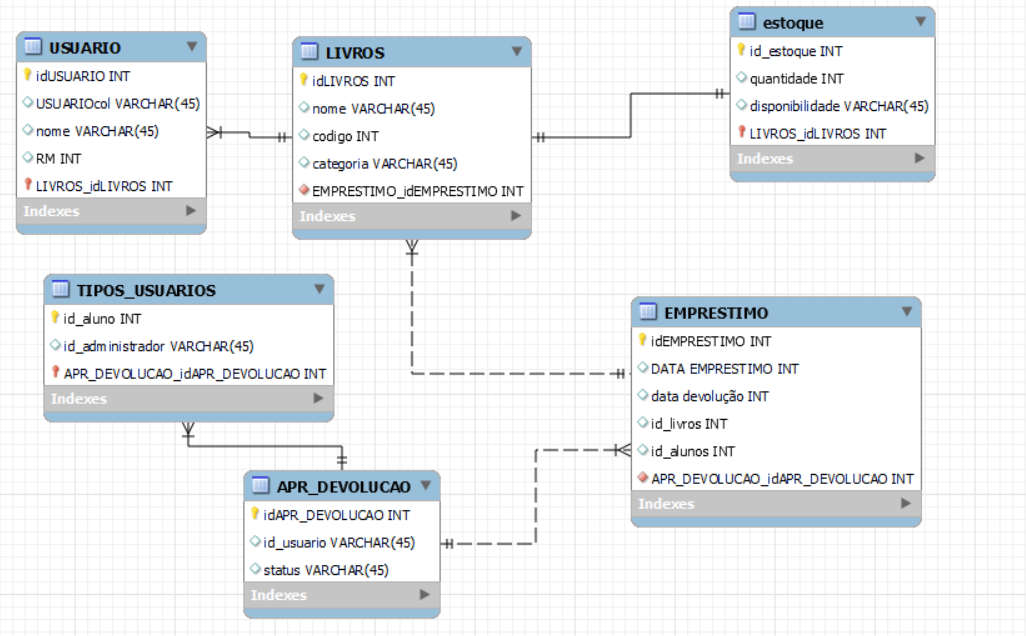 USUARIO
idUSUARIO INT
USUARIOcol VARCHAR(45)
nome VARCHAR(45)
RM INT
LIVROS_idLIVROS INT
Indexes
LIVROS
idLIVROS INT
nome VARCHAR(45)
codigo INT
categoria VARCHAR(45)
EMPRESTIMO_idEMPRESTIMO INT
Indexes
estoque
id_estoque INT
quantidade INT
disponibilidade VARCHAR(45)
LIVROS_idLIVROS INT
Indexes
TIPOS_USUARIOS
id_aluno INT
id_administrador VARCHAR(45)
APR_DEVOLUCAO_idAPR_DEVOLUCAO INT
Indexes
EMPRESTIMO
idEMPRESTIMO INT
DATA EMPRESTIMO INT
data devolução INT
id_livros INT
id_alunos INT
APR_DEVOLUCAO_idAPR_DEVOLUCAO INT
Indexes
APR_DEVOLUCAO
idAPR_DEVOLUCAO INT
id_usuario VARCHAR(45)
status VARCHAR(45)
Indexes